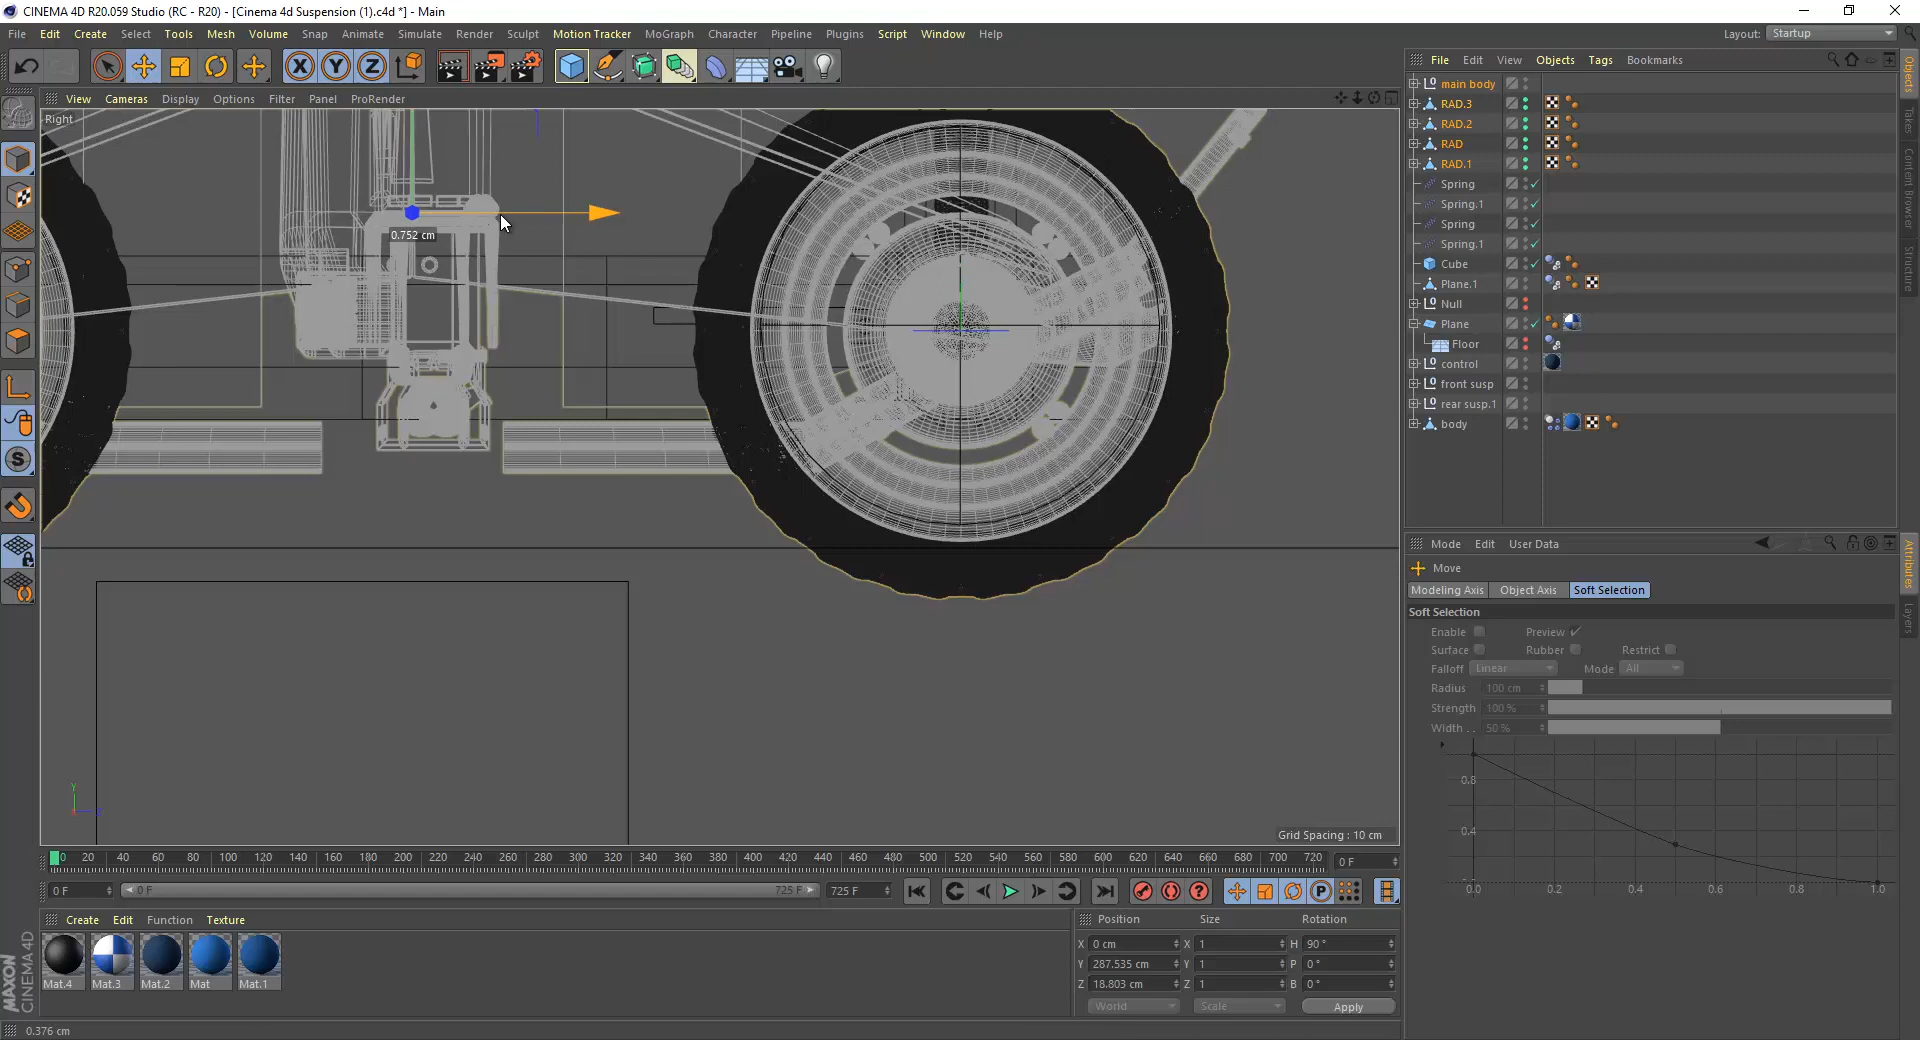 CINEMA 4D R20.059 Studio (RC - R20) - [Cinema 4d Suspension (1).c4d *] - Main
File Edit Create Select Tools Mesh Volume Snap Animate Simulate Render Sculpt Motion Tracker MoGraph Character Pipeline Plugins Script Window Help
Layout: Startup
File Edit View Objects Tags Bookmarks
View Cameras Display Options Filter Panel ProRender
Right
0.752 cm
main body
RAD.3
RAD.2
RAD
RAD.1
Spring
Spring.1
Spring
Spring.1
Cube
Plane.1
Null
Plane
Floor
control
front susp
rear susp.1
body
Objects
Takes
Content Browser
Structure
Attributes
Layers
Mode Edit User Data
Move
Modeling Axis Object Axis Soft Selection
Soft Selection
Enable Preview
Surface Rubber Restrict
Falloff Linear Mode All
Radius 100 cm
Strength 100 %
Width . . 50 %
0.8
0.4
0.0 0.2 0.4 0.6 0.8 1.0
Y
Grid Spacing : 10 cm
0 20 40 60 80 100 120 140 160 180 200 220 240 260 280 300 320 340 360 380 400 420 440 460 480 500 520 540 560 580 600 620 640 660 680 700 720
0 F
0 F 0 F 725 F 725 F
Create Edit Function Texture
Mat.4 Mat.3 Mat.2 Mat Mat.1
MAXON
CINEMA 4D
Position Size Rotation
X 0 cm X 1 H 90 °
Y 287.535 cm Y 1 P 0 °
Z 18.803 cm Z 1 B 0 °
World Scale Apply
0.376 cm